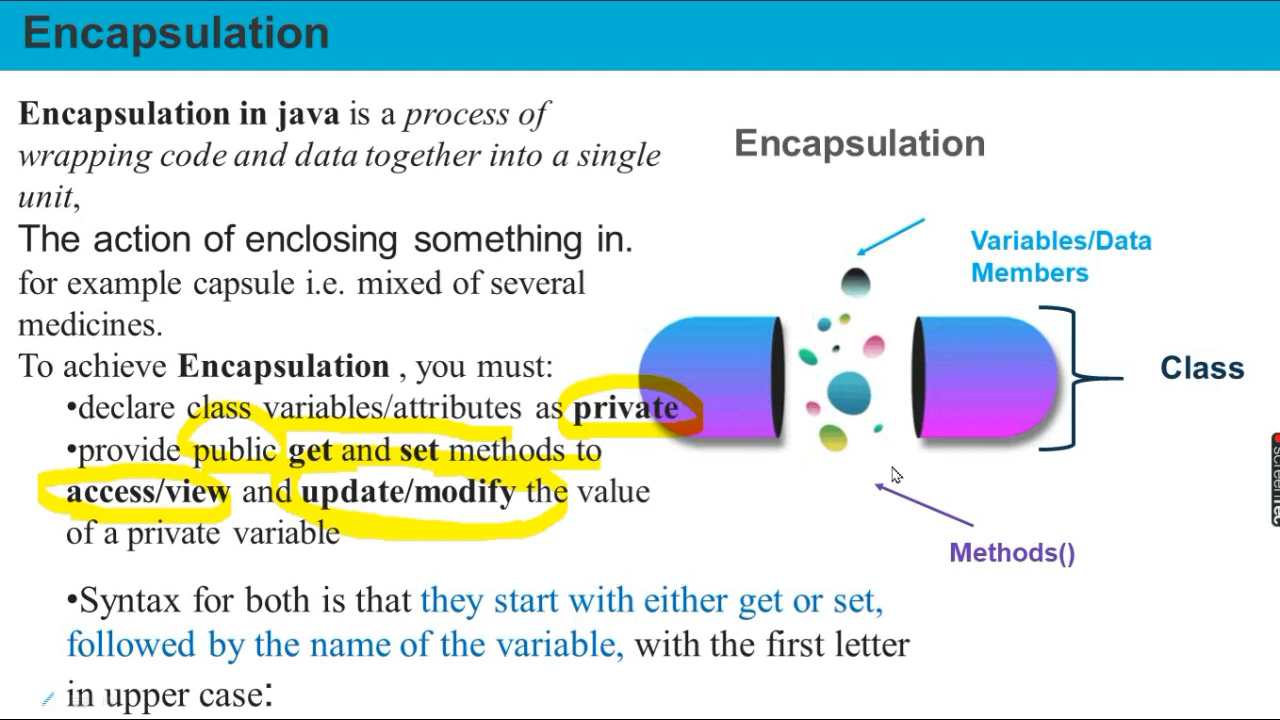 Encapsulation
Encapsulation in java is a process of
wrapping code and data together into a single
unit,
The action of enclosing something in.
for example capsule i.e. mixed of several
medicines.
To achieve Encapsulation , you must:
•declare class variables/attributes as private
•provide public get and set methods to
access/view and update/modify the value
of a private variable
•Syntax for both is that they start with either get or set,
followed by the name of the variable, with the first letter
in upper case:
Encapsulation
Variables/Data
Members
Class
Methods()